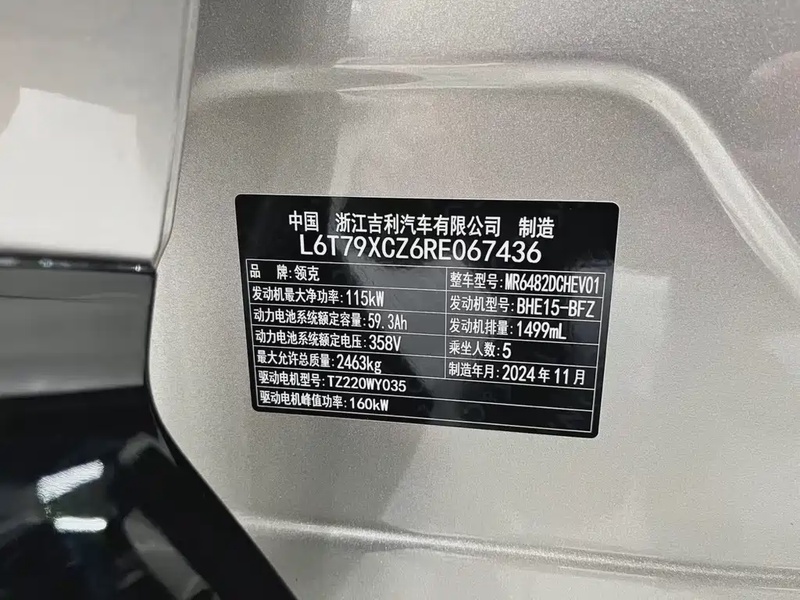 中国 浙江吉利汽车有限公司 制造
L6T79XCZ6RE067436
品 牌:领克
整车型号:MR6482DCHEV01
发动机最大净功率:115kW
发动机型号:BHE15-BFZ
动力电池系统额定容量:59.3Ah
发动机排量:1499mL
动力电池系统额定电压:358V
乘坐人数:5
最大允许总质量:2463kg
制造年月:2024年11月
驱动电机型号:TZ220WY035
驱动电机峰值功率:160kW